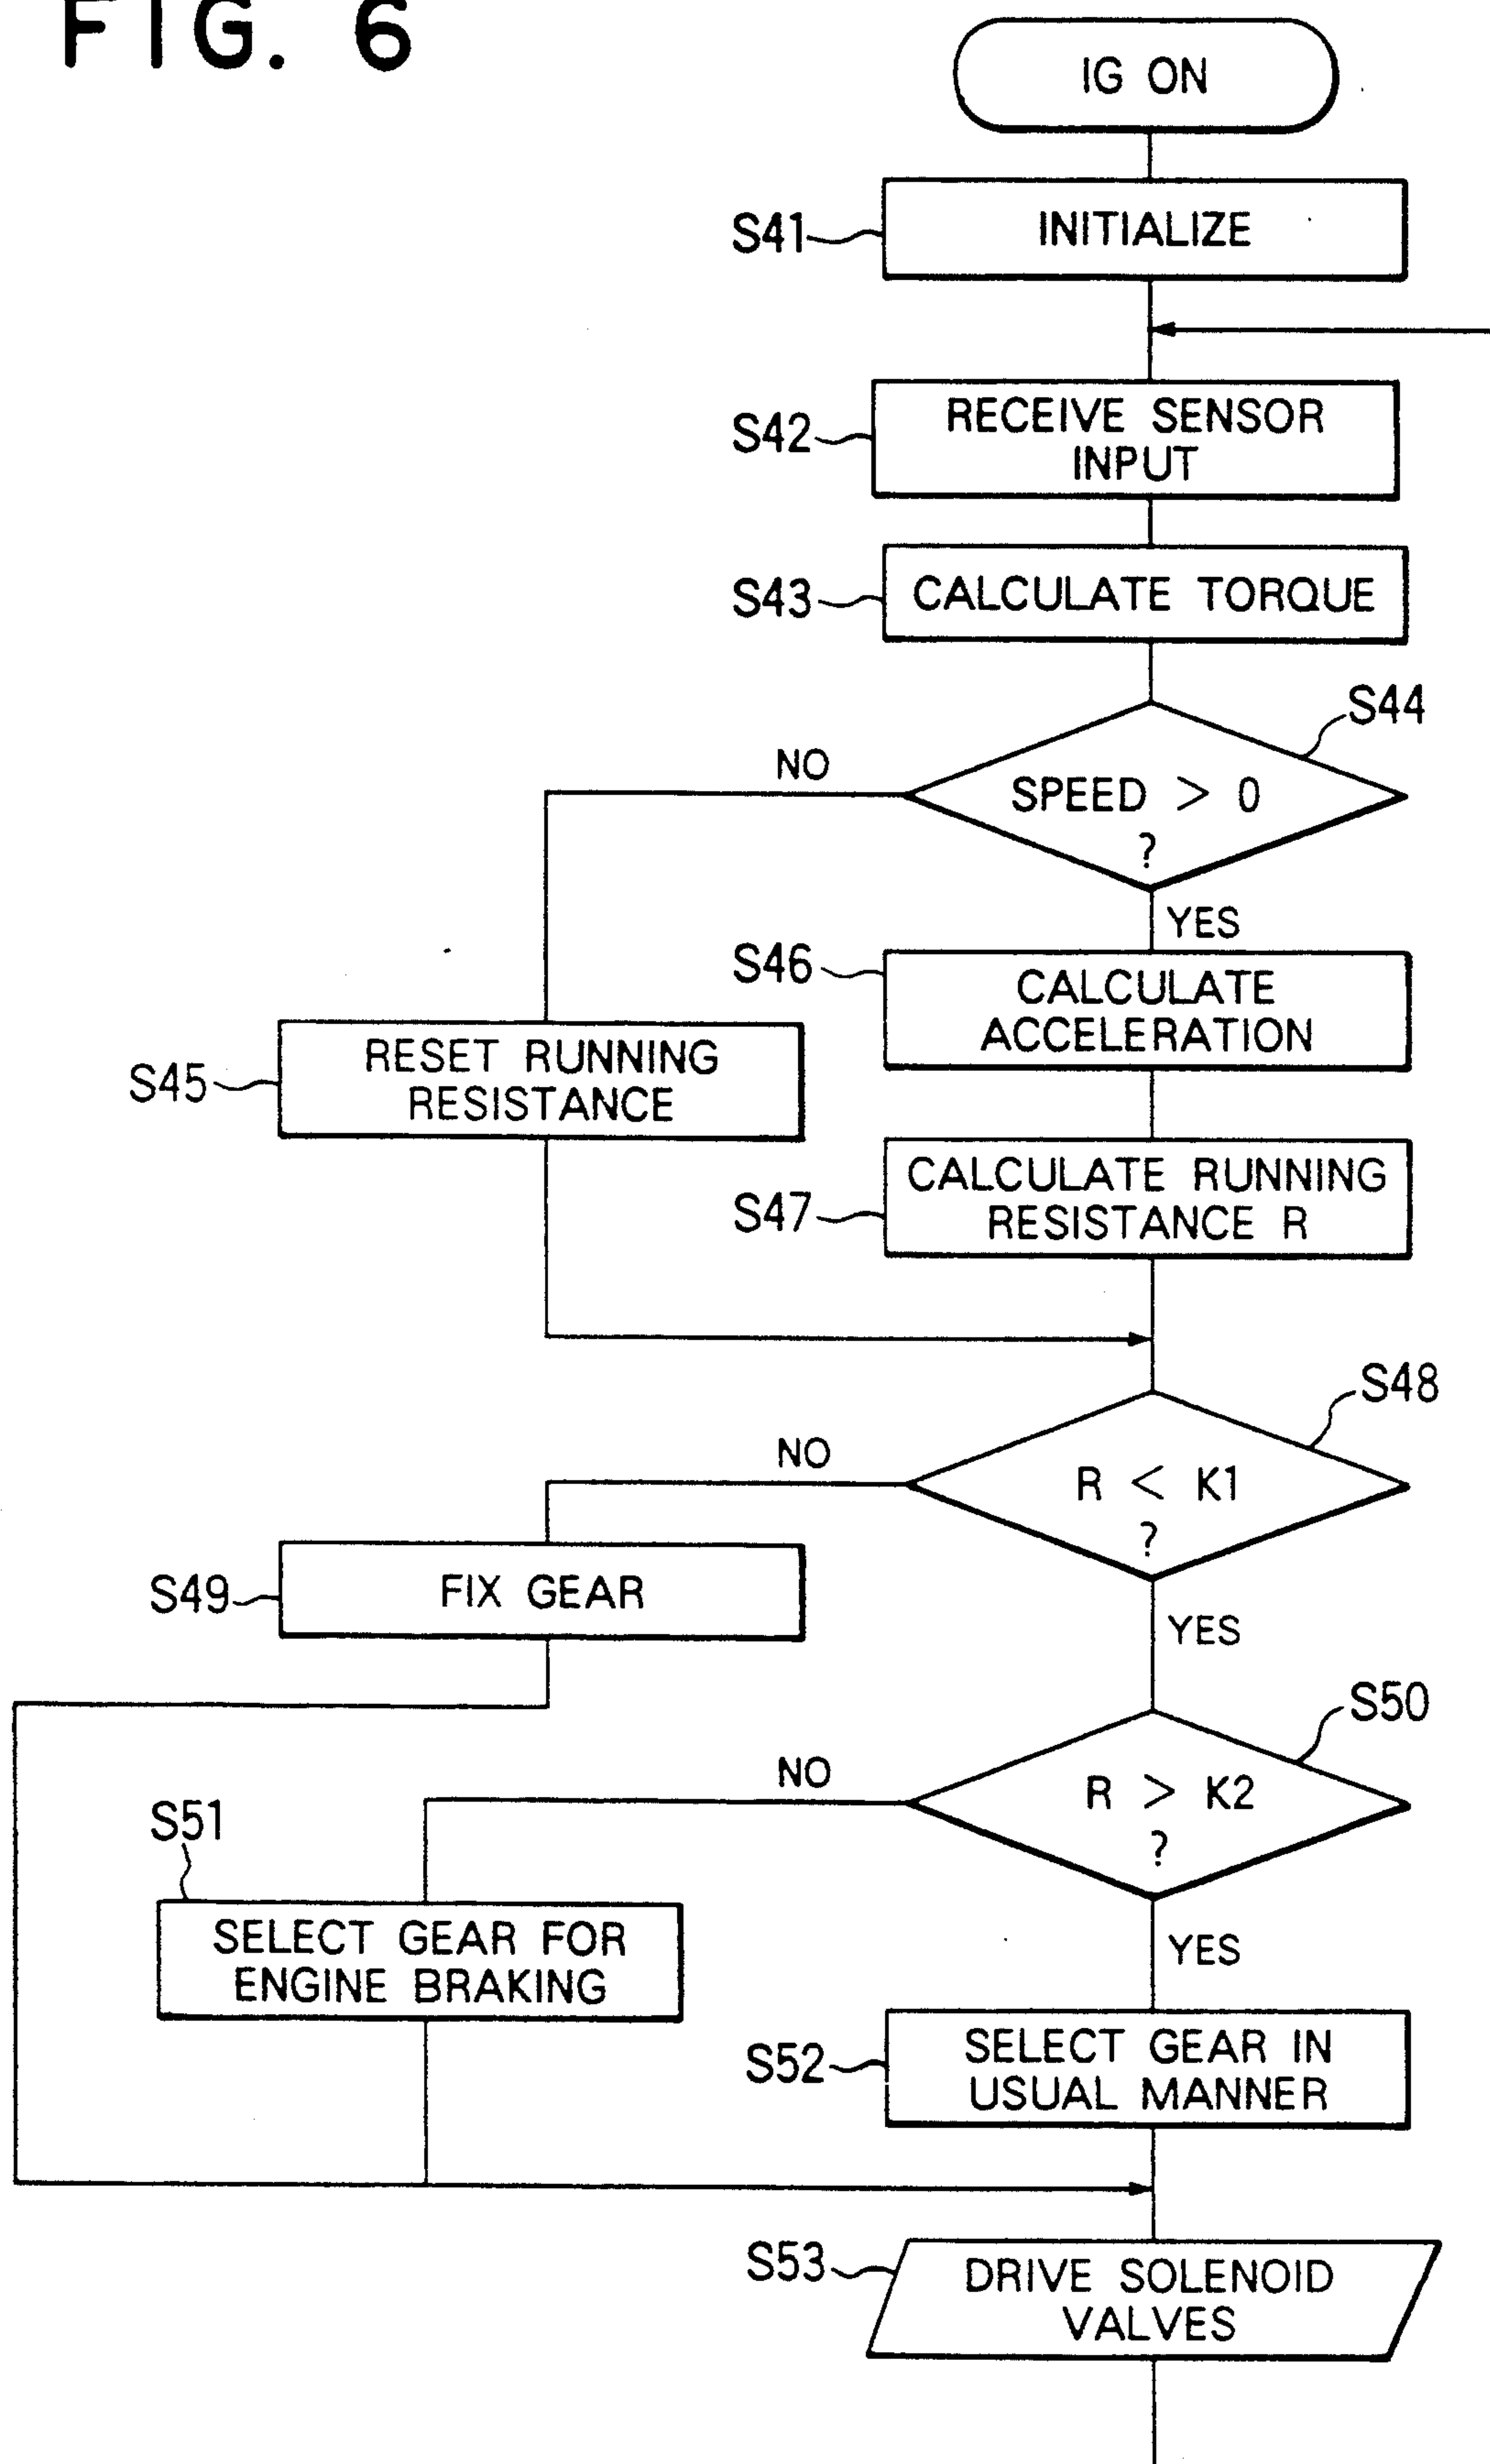 FIG. 6
IG ON
S41
INITIALIZE
S42
RECEIVE SENSOR
INPUT
S43
CALCULATE TORQUE
S44
NO
SPEED > 0
?
YES
S46
CALCULATE
ACCELERATION
S45
RESET RUNNING
RESISTANCE
S47
CALCULATE RUNNING
RESISTANCE R
S48
NO
R < K1
?
S49
FIX GEAR
YES
S50
NO
R > K2
?
S51
SELECT GEAR FOR
ENGINE BRAKING
YES
S52
SELECT GEAR IN
USUAL MANNER
S53
DRIVE SOLENOID
VALVES